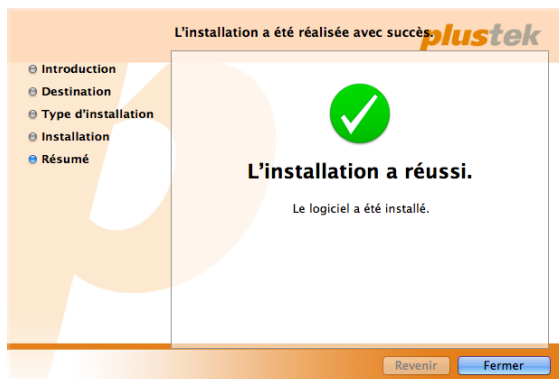 L'installation a été réalisée avec succès.
plustek
Introduction
Destination
Type d'installation
Installation
Résumé
L'installation a réussi.
Le logiciel a été installé.
Revenir
Fermer